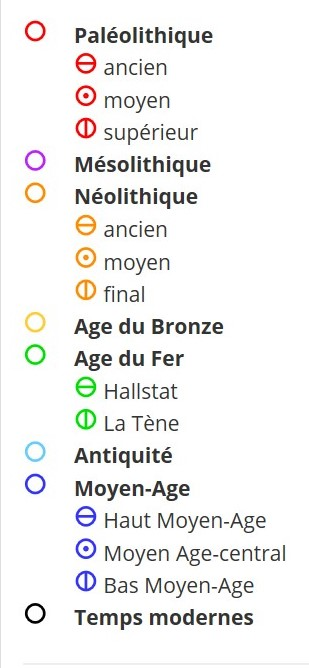 Paléolithique
ancien
moyen
supérieur
Mésolithique
Néolithique
ancien
moyen
final
Age du Bronze
Age du Fer
Hallstat
La Tène
Antiquité
Moyen-Age
Haut Moyen-Age
Moyen Age-central
Bas Moyen-Age
Temps modernes